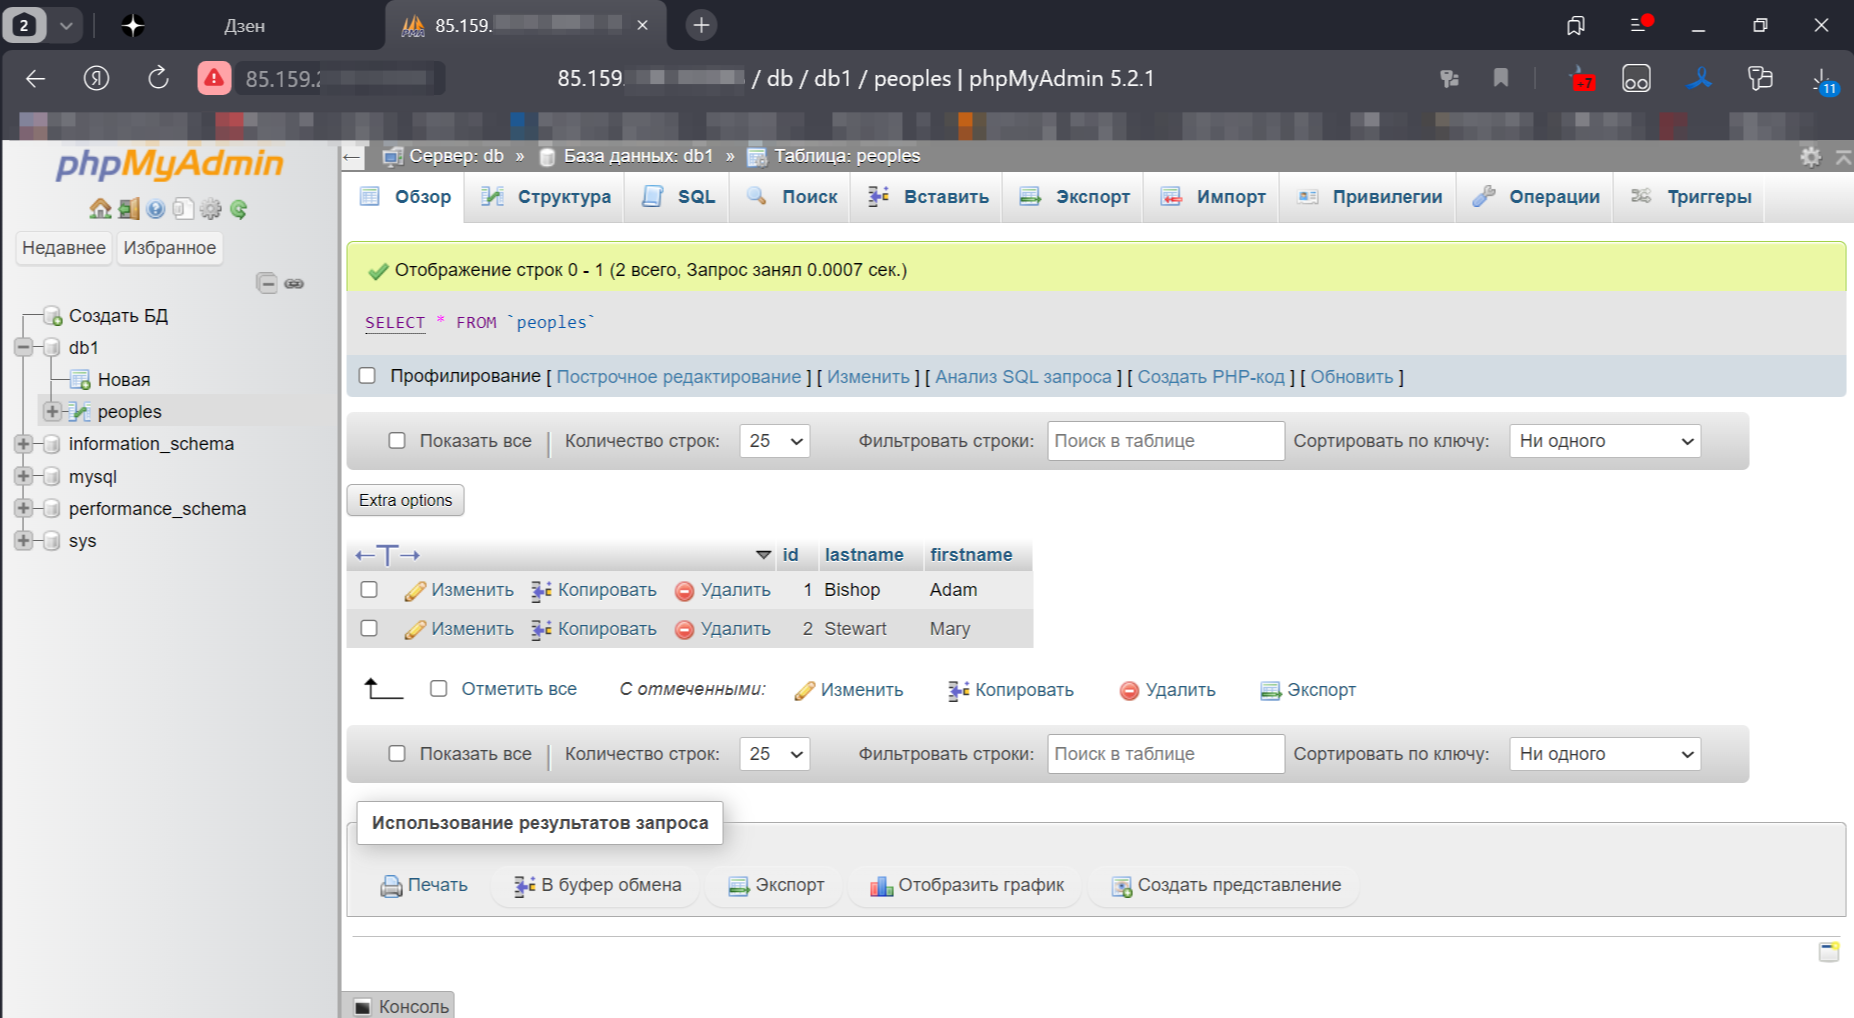 2 Дзен 85.159.
85.159. 85.159. / db / db1 / peoples | phpMyAdmin 5.2.1 +7 11
phpMyAdmin
Недавнее Избранное
Создать БД
db1
Новая
peoples
information_schema
mysql
performance_schema
sys
Сервер: db » База данных: db1 » Таблица: peoples
Обзор Структура SQL Поиск Вставить Экспорт Импорт Привилегии Операции Триггеры
Отображение строк 0 - 1 (2 всего, Запрос занял 0.0007 сек.)
SELECT * FROM `peoples`
Профилирование [ Построчное редактирование ] [ Изменить ] [ Анализ SQL запроса ] [ Создать PHP-код ] [ Обновить ]
Показать все | Количество строк: 25 Фильтровать строки: Поиск в таблице Сортировать по ключу: Ни одного
Extra options
←T→ id lastname firstname
Изменить Копировать Удалить 1 Bishop Adam
Изменить Копировать Удалить 2 Stewart Mary
Отметить все С отмеченными: Изменить Копировать Удалить Экспорт
Показать все | Количество строк: 25 Фильтровать строки: Поиск в таблице Сортировать по ключу: Ни одного
Использование результатов запроса
Печать В буфер обмена Экспорт Отобразить график Создать представление
Консоль